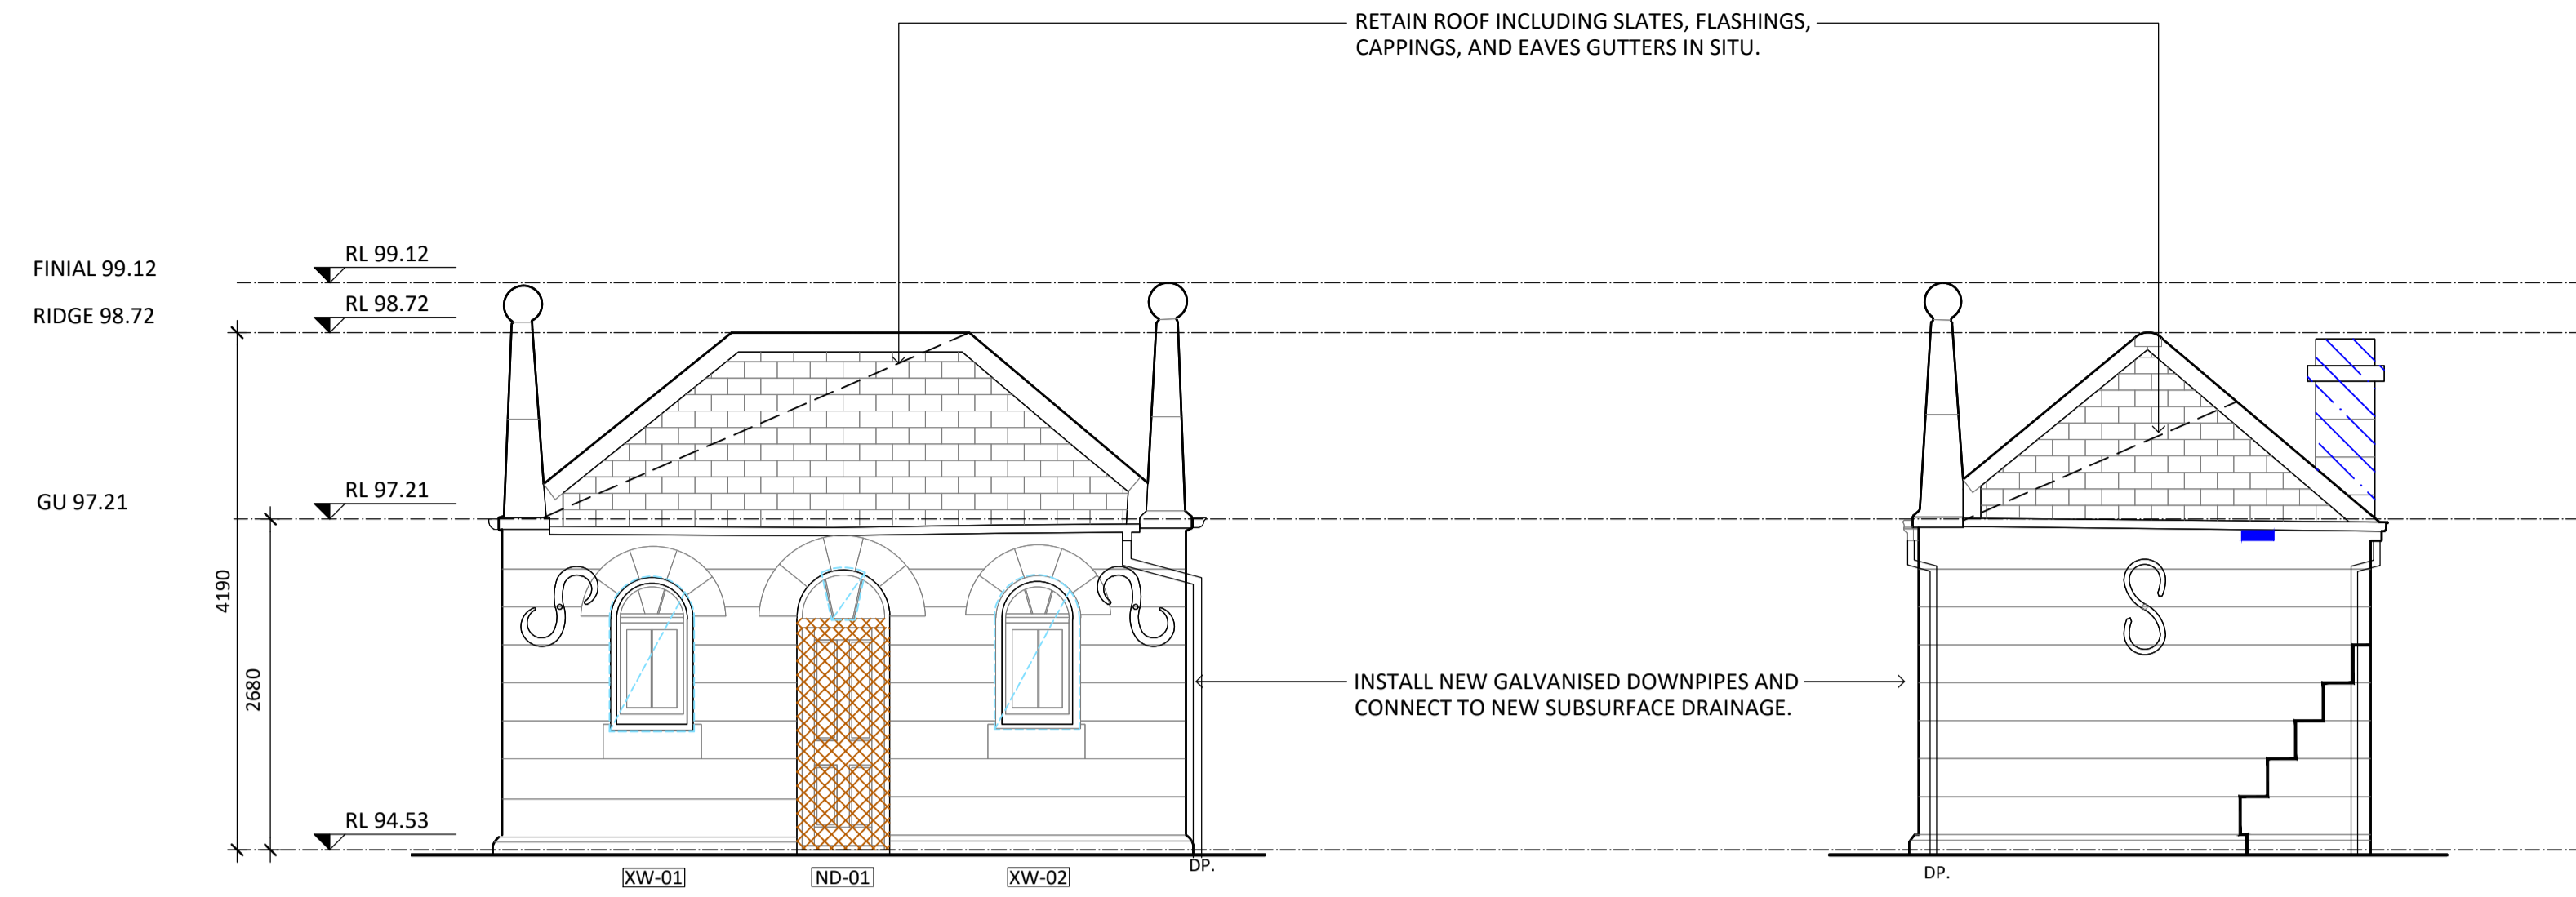 RETAIN ROOF INCLUDING SLATES, FLASHINGS,
CAPPINGS, AND EAVES GUTTERS IN SITU.
RL 99.12
FINIAL 99.12
RL 98.72
RIDGE 98.72
RL 97.21
GU 97.21
4190
2680
INSTALL NEW GALVANISED DOWNPIPES AND
CONNECT TO NEW SUBSURFACE DRAINAGE.
RL 94.53
DP.
DP.
XW-01
ND-01
XW-02